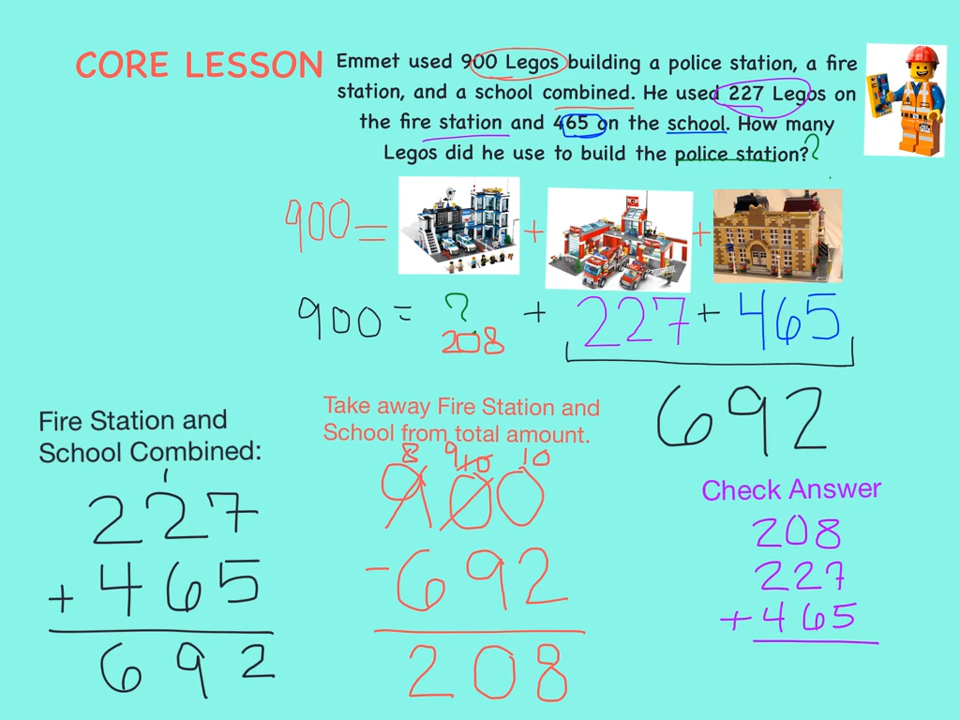 CORE LESSON
Emmet used 900 Legos building a police station, a fire
station, and a school combined. He used 227 Legos on
the fire station and 465 on the school. How many
Legos did he use to build the police station? ?
900 = + +
900 = ? + 227 + 465
208
692
Fire Station and
School Combined:
1
227
+ 465
692
Take away Fire Station and
School from total amount.
8 9 10 10
900
- 692
208
Check Answer
208
227
+ 465